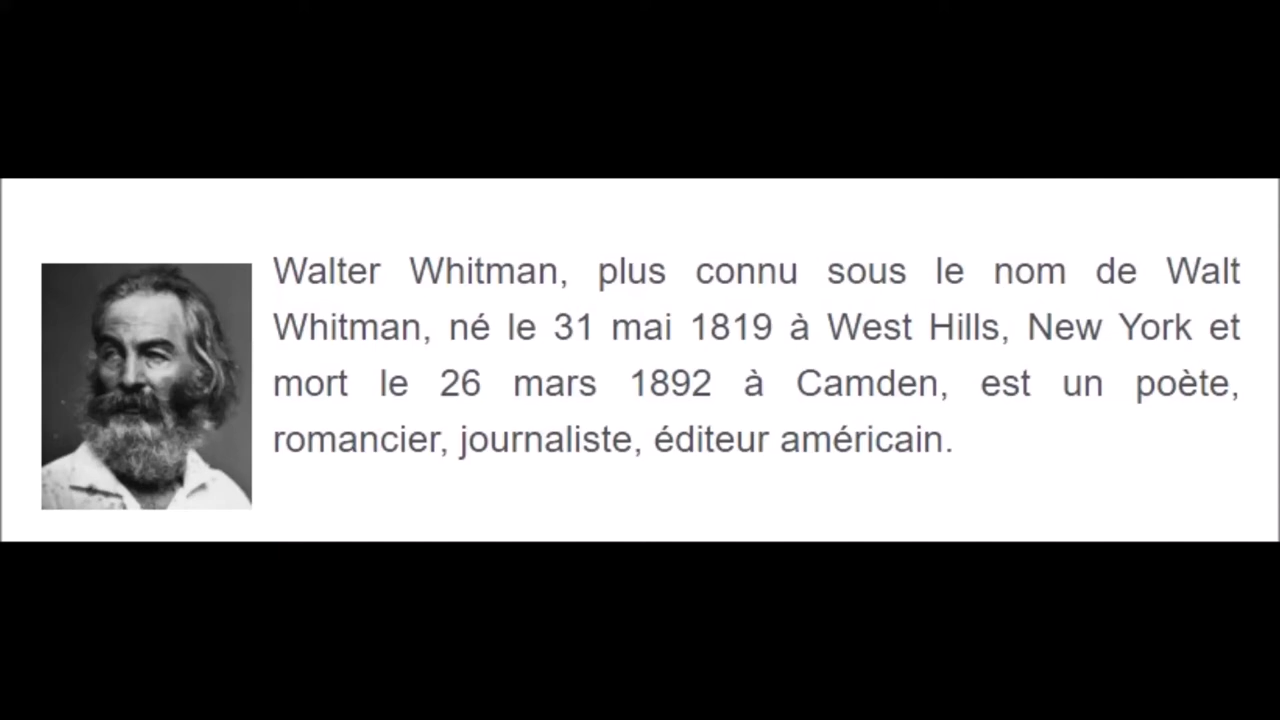 Walter Whitman, plus connu sous le nom de Walt
Whitman, né le 31 mai 1819 à West Hills, New York et
mort le 26 mars 1892 à Camden, est un poète,
romancier, journaliste, éditeur américain.